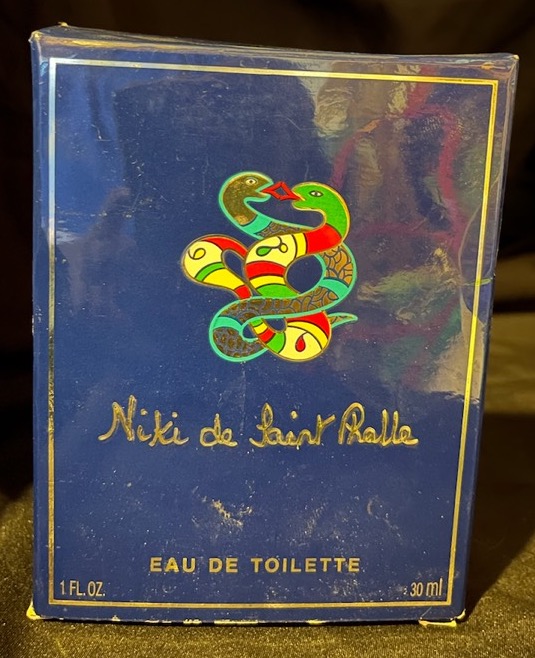 Niki de Saint Phalle
EAU DE TOILETTE
1 FL. OZ.
30 ml